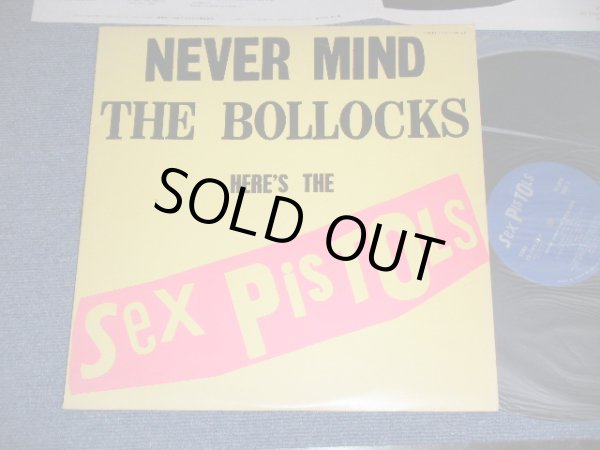 NEVER MIND
THE BOLLOCKS
HERE'S THE
SOLD OUT
Sex PisTOls
Sex PisTOls